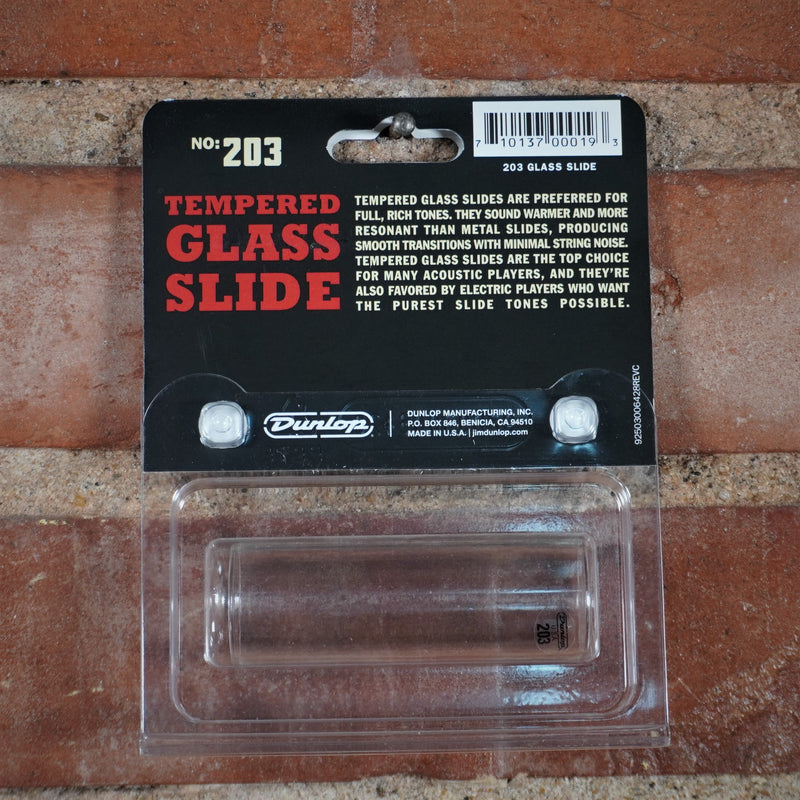 NO: 203
7 10137 00019 3
203 GLASS SLIDE
TEMPERED
GLASS
SLIDE
TEMPERED GLASS SLIDES ARE PREFERRED FOR
FULL, RICH TONES. THEY SOUND WARMER AND MORE
RESONANT THAN METAL SLIDES, PRODUCING
SMOOTH TRANSITIONS WITH MINIMAL STRING NOISE.
TEMPERED GLASS SLIDES ARE THE TOP CHOICE
FOR MANY ACOUSTIC PLAYERS, AND THEY'RE
ALSO FAVORED BY ELECTRIC PLAYERS WHO WANT
THE PUREST SLIDE TONES POSSIBLE.
92503006428REVC
Dunlop
DUNLOP MANUFACTURING, INC.
P.O. BOX 846, BENICIA, CA 94510
MADE IN U.S.A. | jimdunlop.com
Dunlop
USA
203